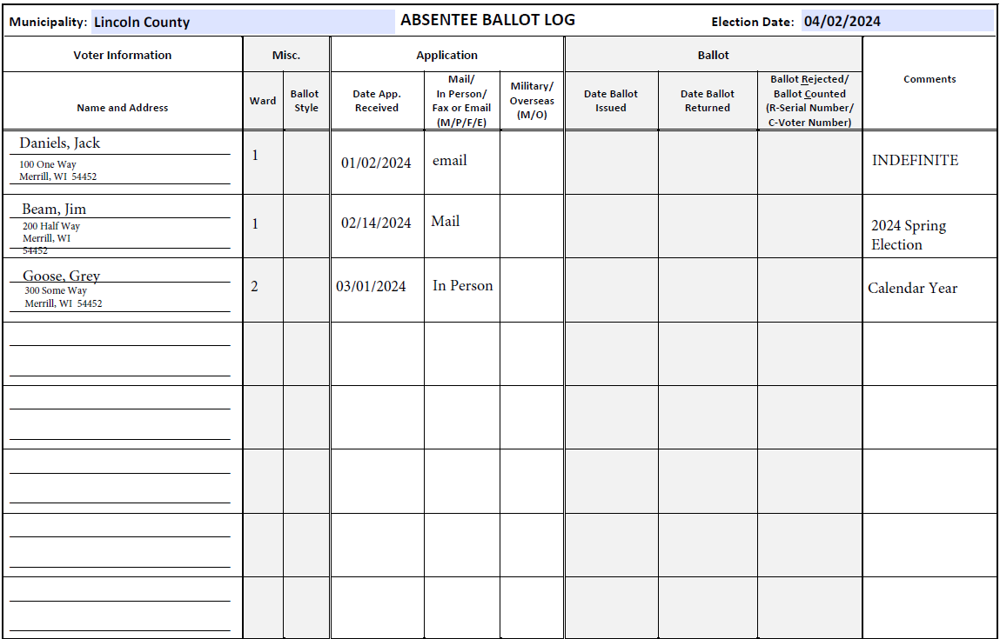 Municipality: Lincoln County ABSENTEE BALLOT LOG Election Date: 04/02/2024
Voter Information Misc. Application Ballot Comments
Name and Address
Ward
Ballot
Style
Date App.
Received
Mail/
In Person/
Fax or Email
(M/P/F/E)
Military/
Overseas
(M/O)
Date Ballot
Issued
Date Ballot
Returned
Ballot Rejected/
Ballot Counted
(R-Serial Number/
C-Voter Number)
Daniels, Jack
100 One Way
Merrill, WI 54452
1
01/02/2024
email
INDEFINITE
Beam, Jim
200 Half Way
Merrill, WI
54452
1
02/14/2024
Mail
2024 Spring
Election
Goose, Grey
300 Some Way
Merrill, WI 54452
2
03/01/2024
In Person
Calendar Year